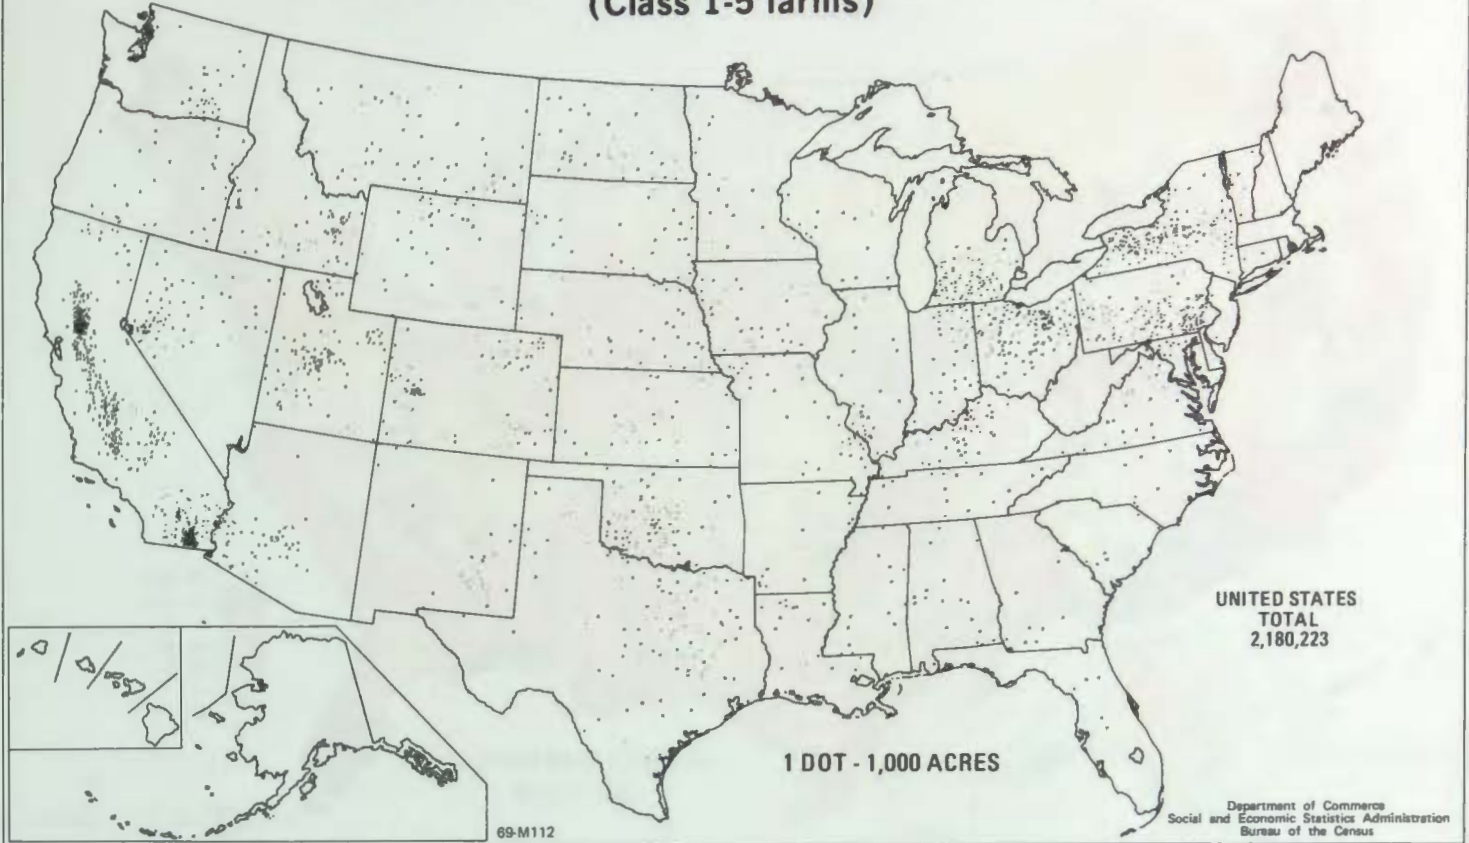 (Class 1-5 farms)
UNITED STATES
TOTAL
2,180,223
1 DOT - 1,000 ACRES
69-M112
Department of Commerce
Social and Economic Statistics Administration
Bureau of the Census